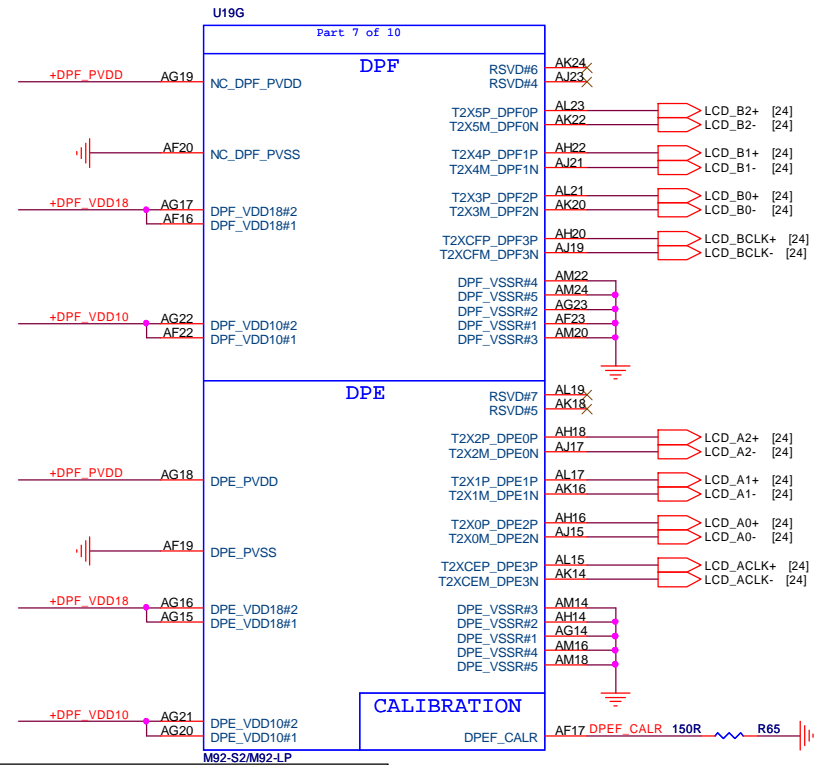 U19G
Part 7 of 10
DPF
+DPF_PVDD AG19 NC_DPF_PVDD
AF20 NC_DPF_PVSS
+DPF_VDD18 AG17 DPF_VDD18#2
AF16 DPF_VDD18#1
+DPF_VDD10 AG22 DPF_VDD10#2
AF22 DPF_VDD10#1
RSVD#6 AK24
RSVD#4 AJ23
T2X5P_DPF0P AL23 LCD_B2+ [24]
T2X5M_DPF0N AK22 LCD_B2- [24]
T2X4P_DPF1P AH22 LCD_B1+ [24]
T2X4M_DPF1N AJ21 LCD_B1- [24]
T2X3P_DPF2P AL21 LCD_B0+ [24]
T2X3M_DPF2N AK20 LCD_B0- [24]
T2XCFP_DPF3P AH20 LCD_BCLK+ [24]
T2XCFM_DPF3N AJ19 LCD_BCLK- [24]
DPF_VSSR#4 AM22
DPF_VSSR#5 AM24
DPF_VSSR#2 AG23
DPF_VSSR#1 AF23
DPF_VSSR#3 AM20
DPE
+DPF_PVDD AG18 DPE_PVDD
AF19 DPE_PVSS
+DPF_VDD18 AG16 DPE_VDD18#2
AG15 DPE_VDD18#1
+DPF_VDD10 AG21 DPE_VDD10#2
AG20 DPE_VDD10#1
RSVD#7 AL19
RSVD#5 AK18
T2X2P_DPE0P AH18 LCD_A2+ [24]
T2X2M_DPE0N AJ17 LCD_A2- [24]
T2X1P_DPE1P AL17 LCD_A1+ [24]
T2X1M_DPE1N AK16 LCD_A1- [24]
T2X0P_DPE2P AH16 LCD_A0+ [24]
T2X0M_DPE2N AJ15 LCD_A0- [24]
T2XCEP_DPE3P AL15 LCD_ACLK+ [24]
T2XCEM_DPE3N AK14 LCD_ACLK- [24]
DPE_VSSR#3 AM14
DPE_VSSR#2 AH14
DPE_VSSR#1 AG14
DPE_VSSR#4 AM16
DPE_VSSR#5 AM18
CALIBRATION
DPEF_CALR AF17 DPEF_CALR 150R R65
M92-S2/M92-LP